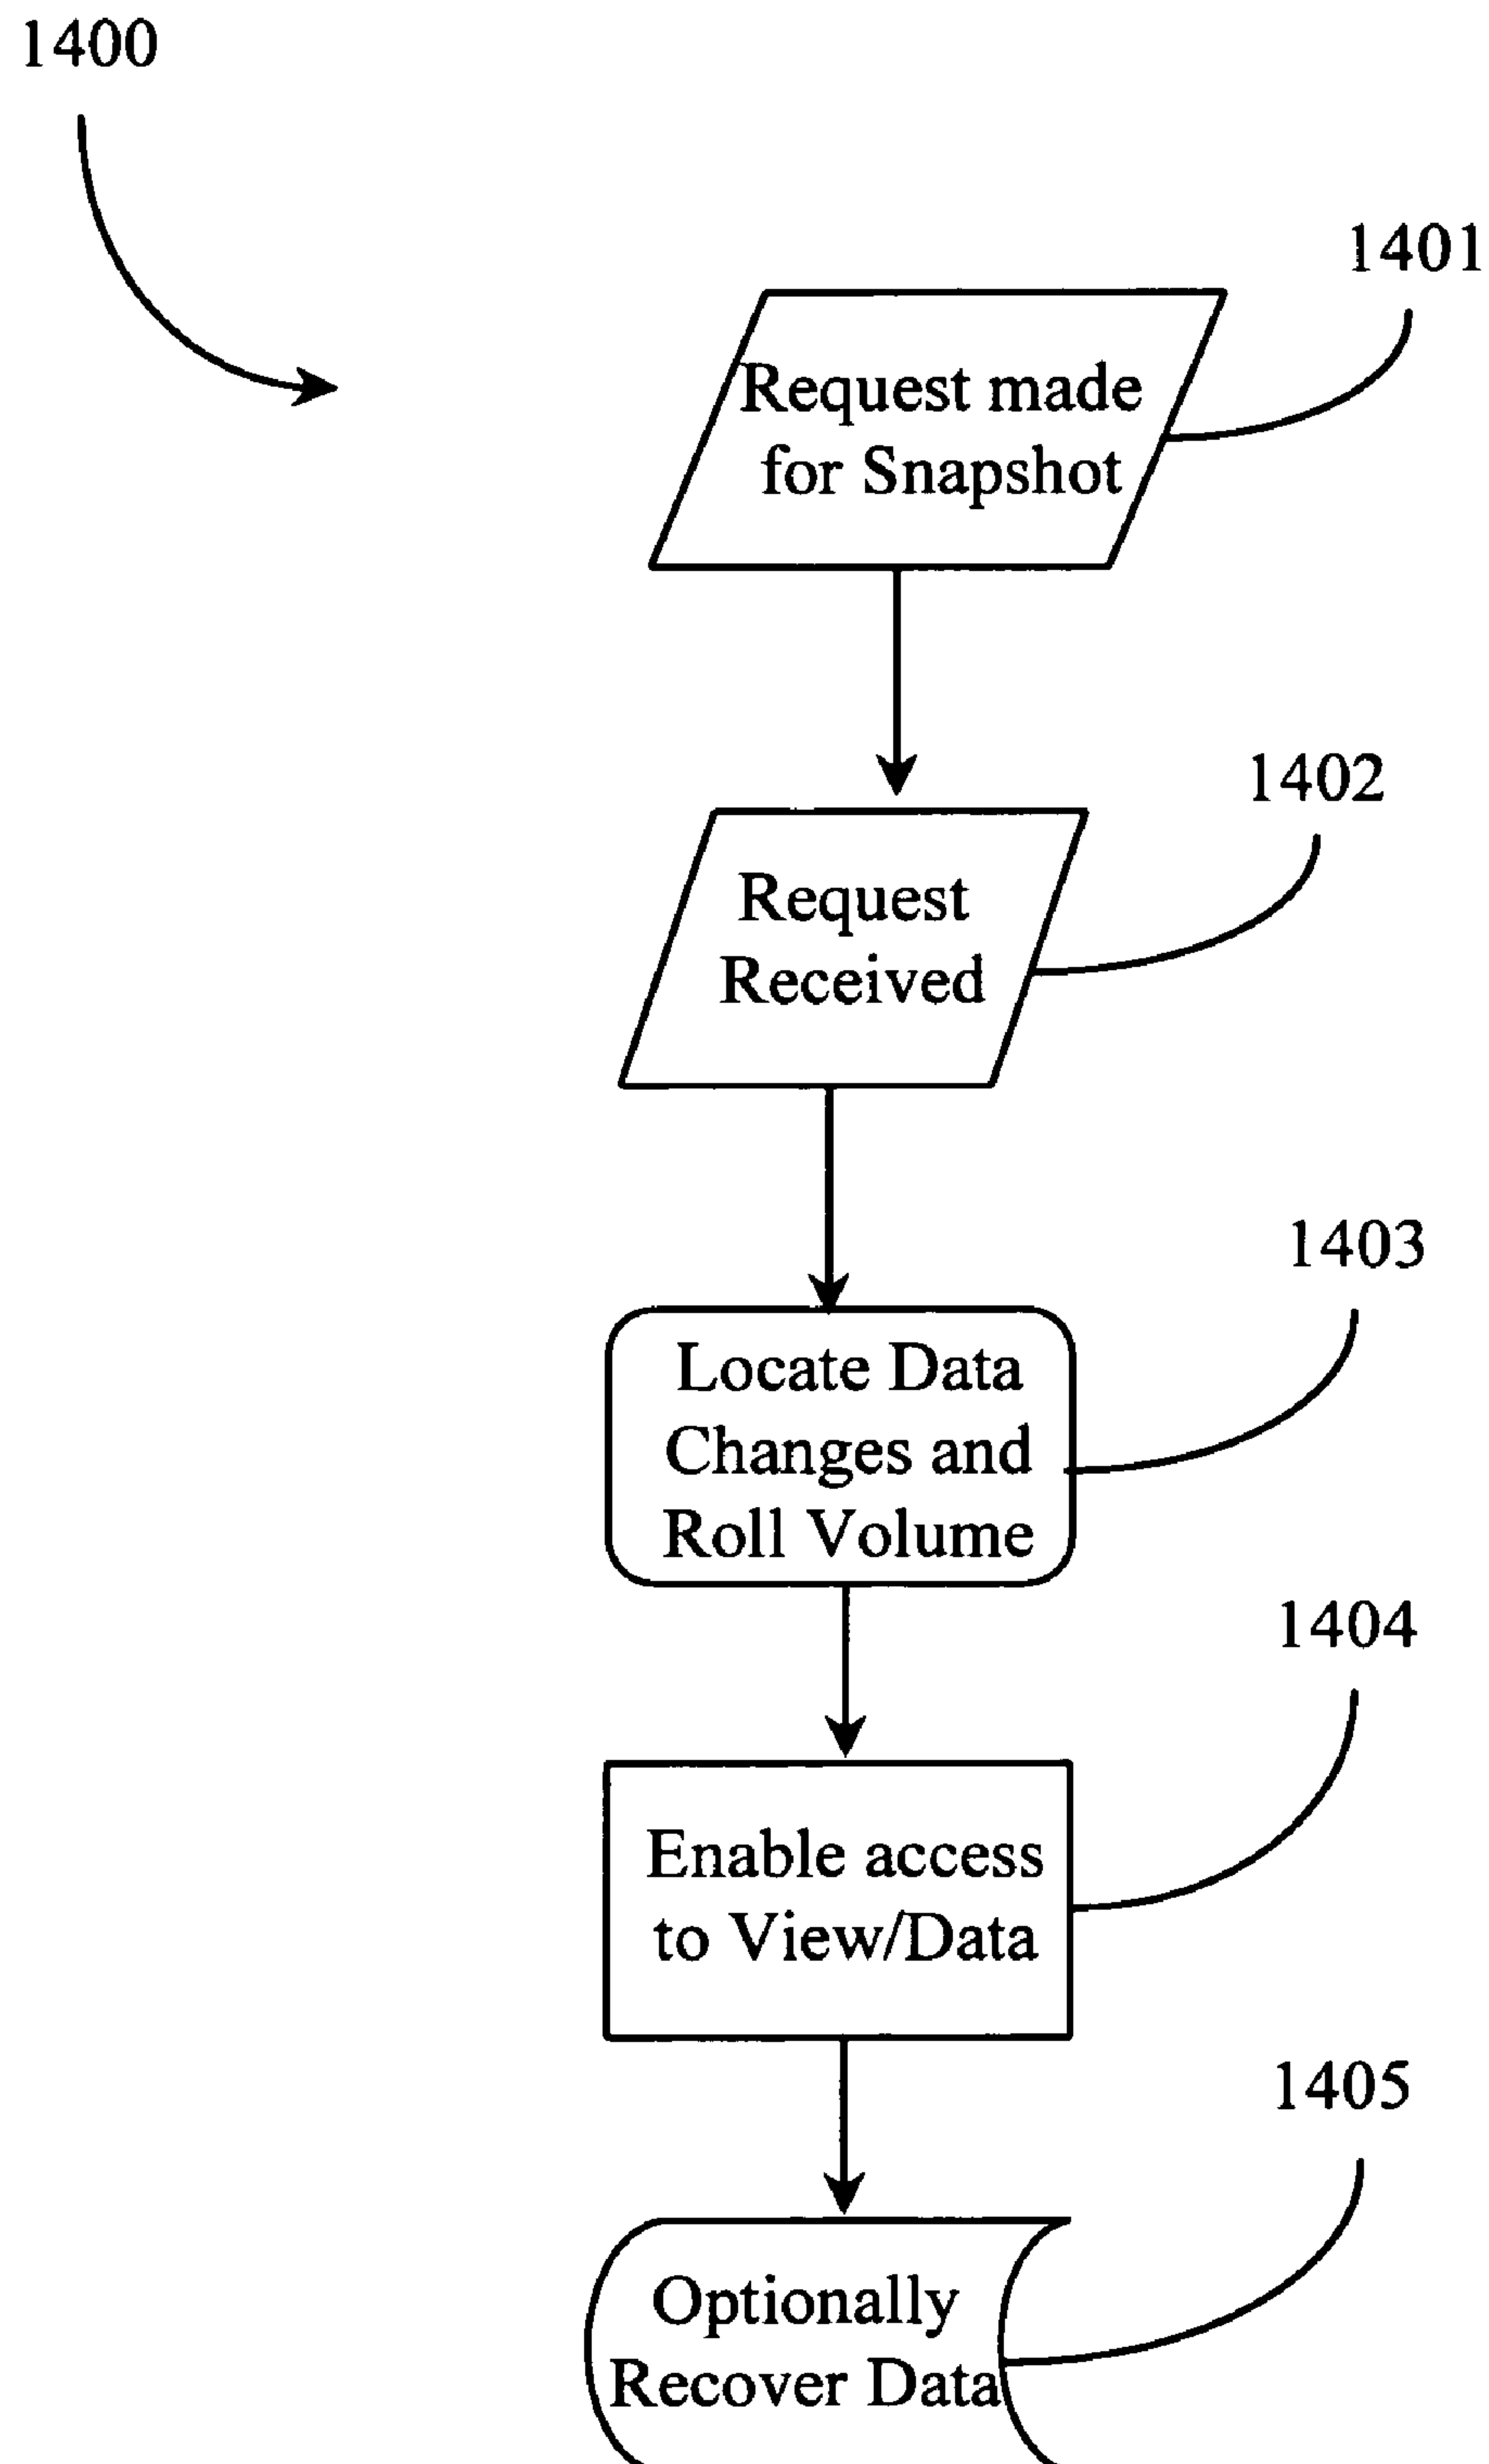 1400
1401
Request made
for Snapshot
1402
Request
Received
1403
Locate Data
Changes and
Roll Volume
1404
Enable access
to View/Data
1405
Optionally
Recover Data